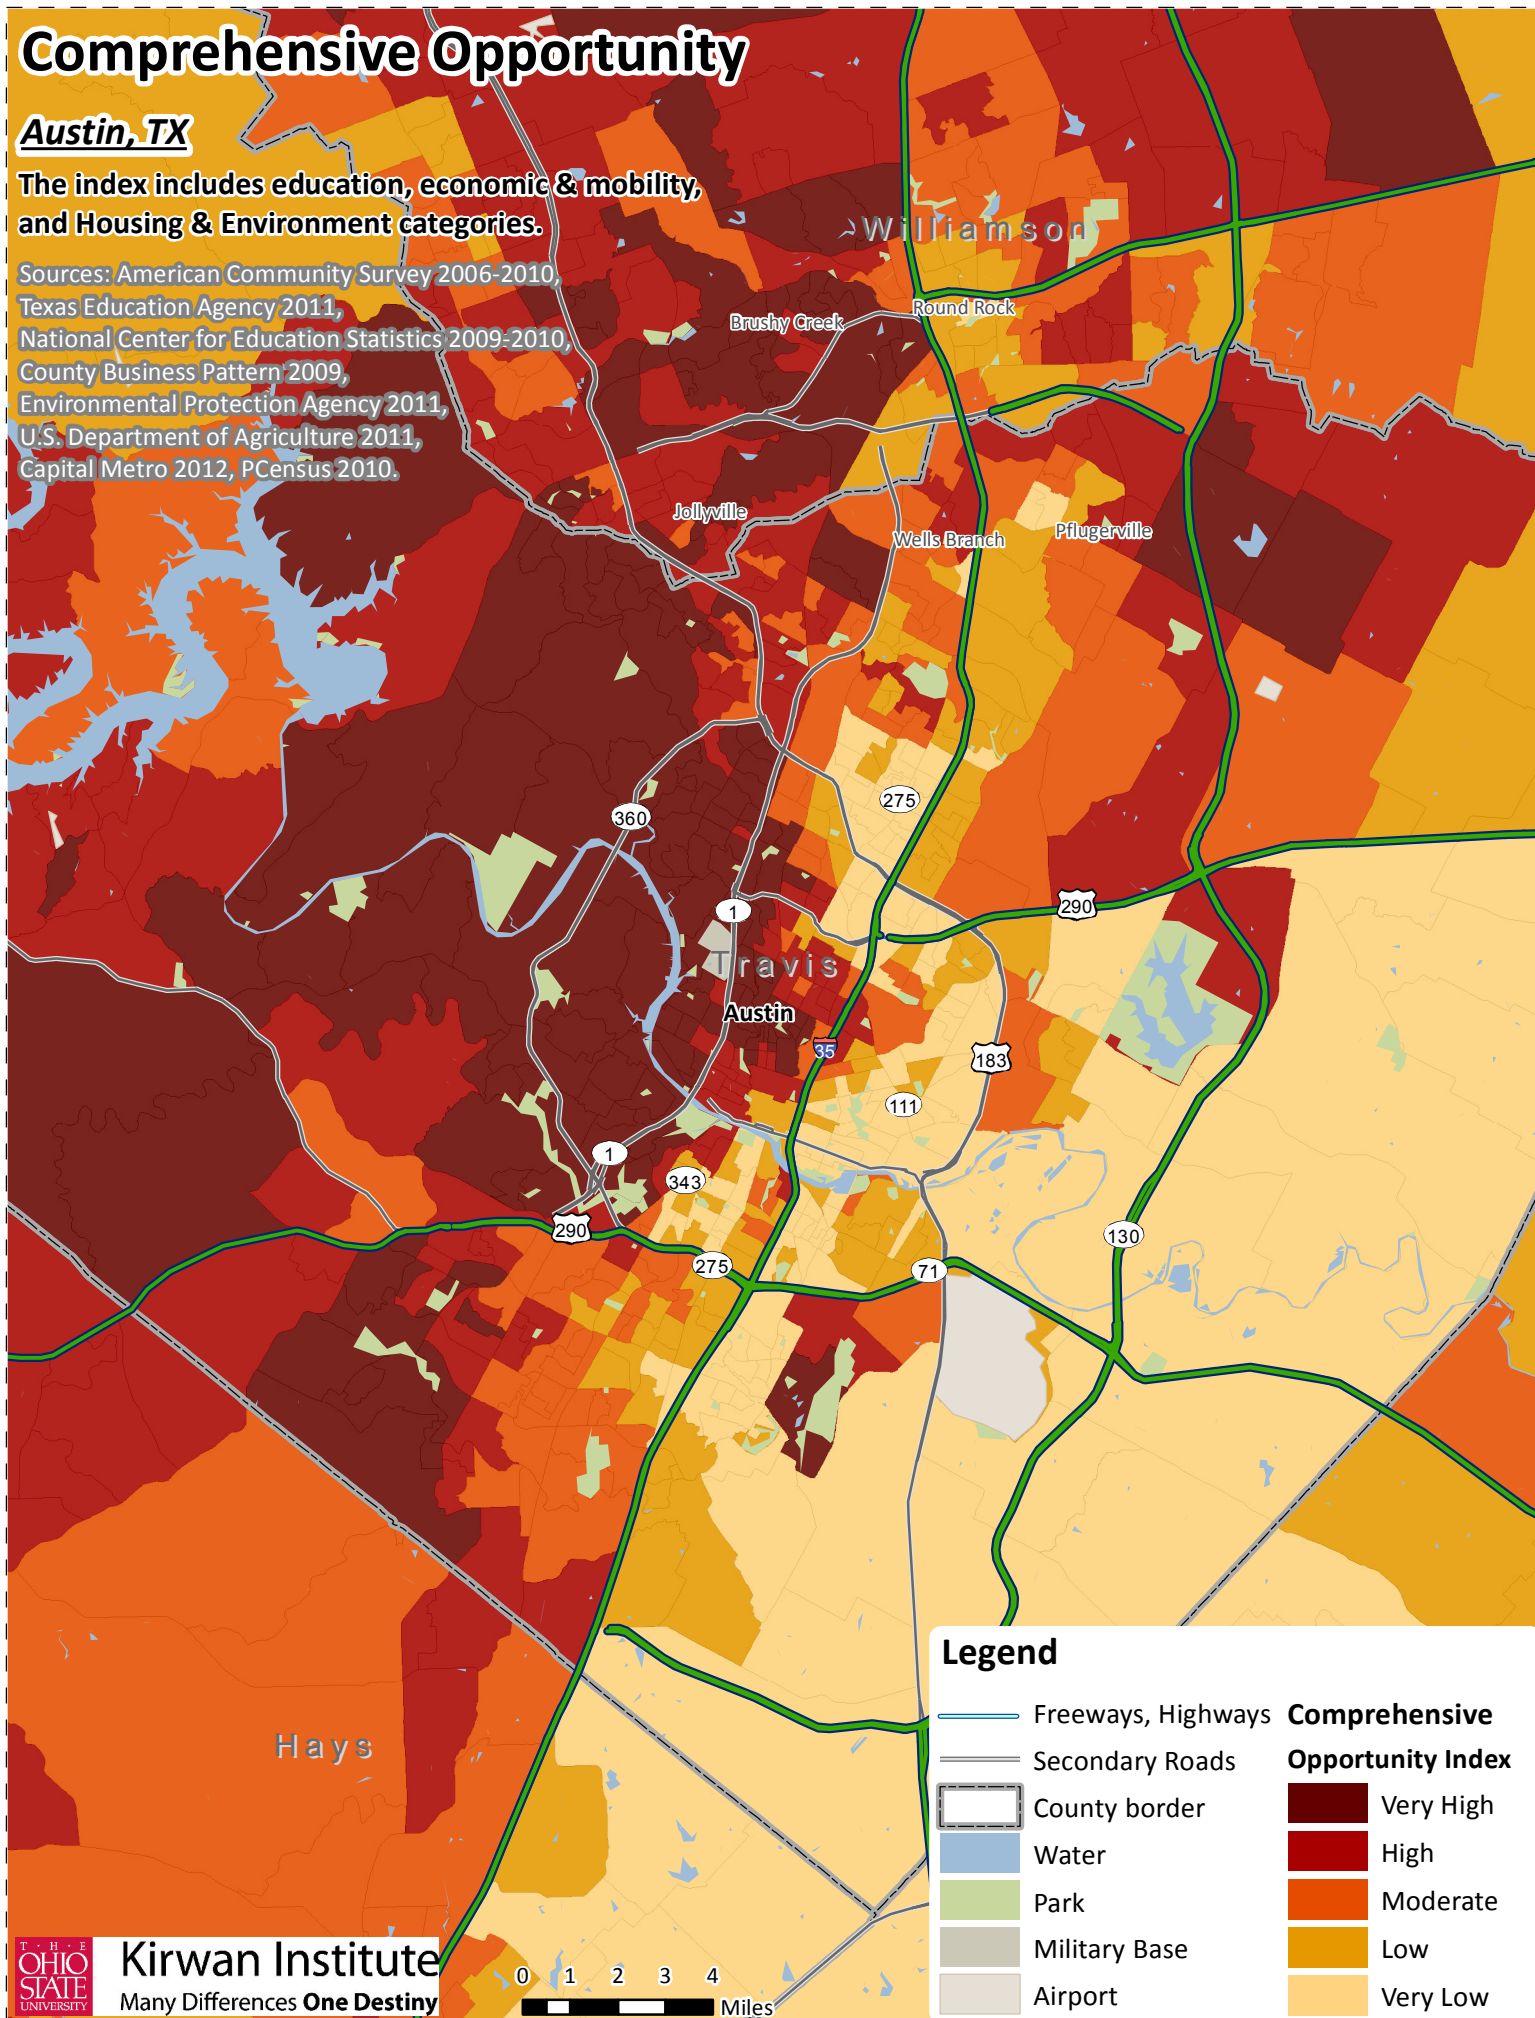 Comprehensive Opportunity
Austin, TX
The index includes education, economic & mobility,
and Housing & Environment categories.
Sources: American Community Survey 2006-2010,
Texas Education Agency 2011,
National Center for Education Statistics 2009-2010,
County Business Pattern 2009,
Environmental Protection Agency 2011,
U.S. Department of Agriculture 2011,
Capital Metro 2012, PCensus 2010.
Williamson
Round Rock
Brushy Creek
Jollyville
Wells Branch
Pflugerville
275
360
1
290
Travis
Austin
35
183
111
1
343
290
130
275
71
Hays
Legend
Freeways, Highways
Secondary Roads
County border
Water
Park
Military Base
Airport
Comprehensive
Opportunity Index
Very High
High
Moderate
Low
Very Low
T · H · E
OHIO
STATE
UNIVERSITY
Kirwan Institute
Many Differences One Destiny
0 1 2 3 4
Miles